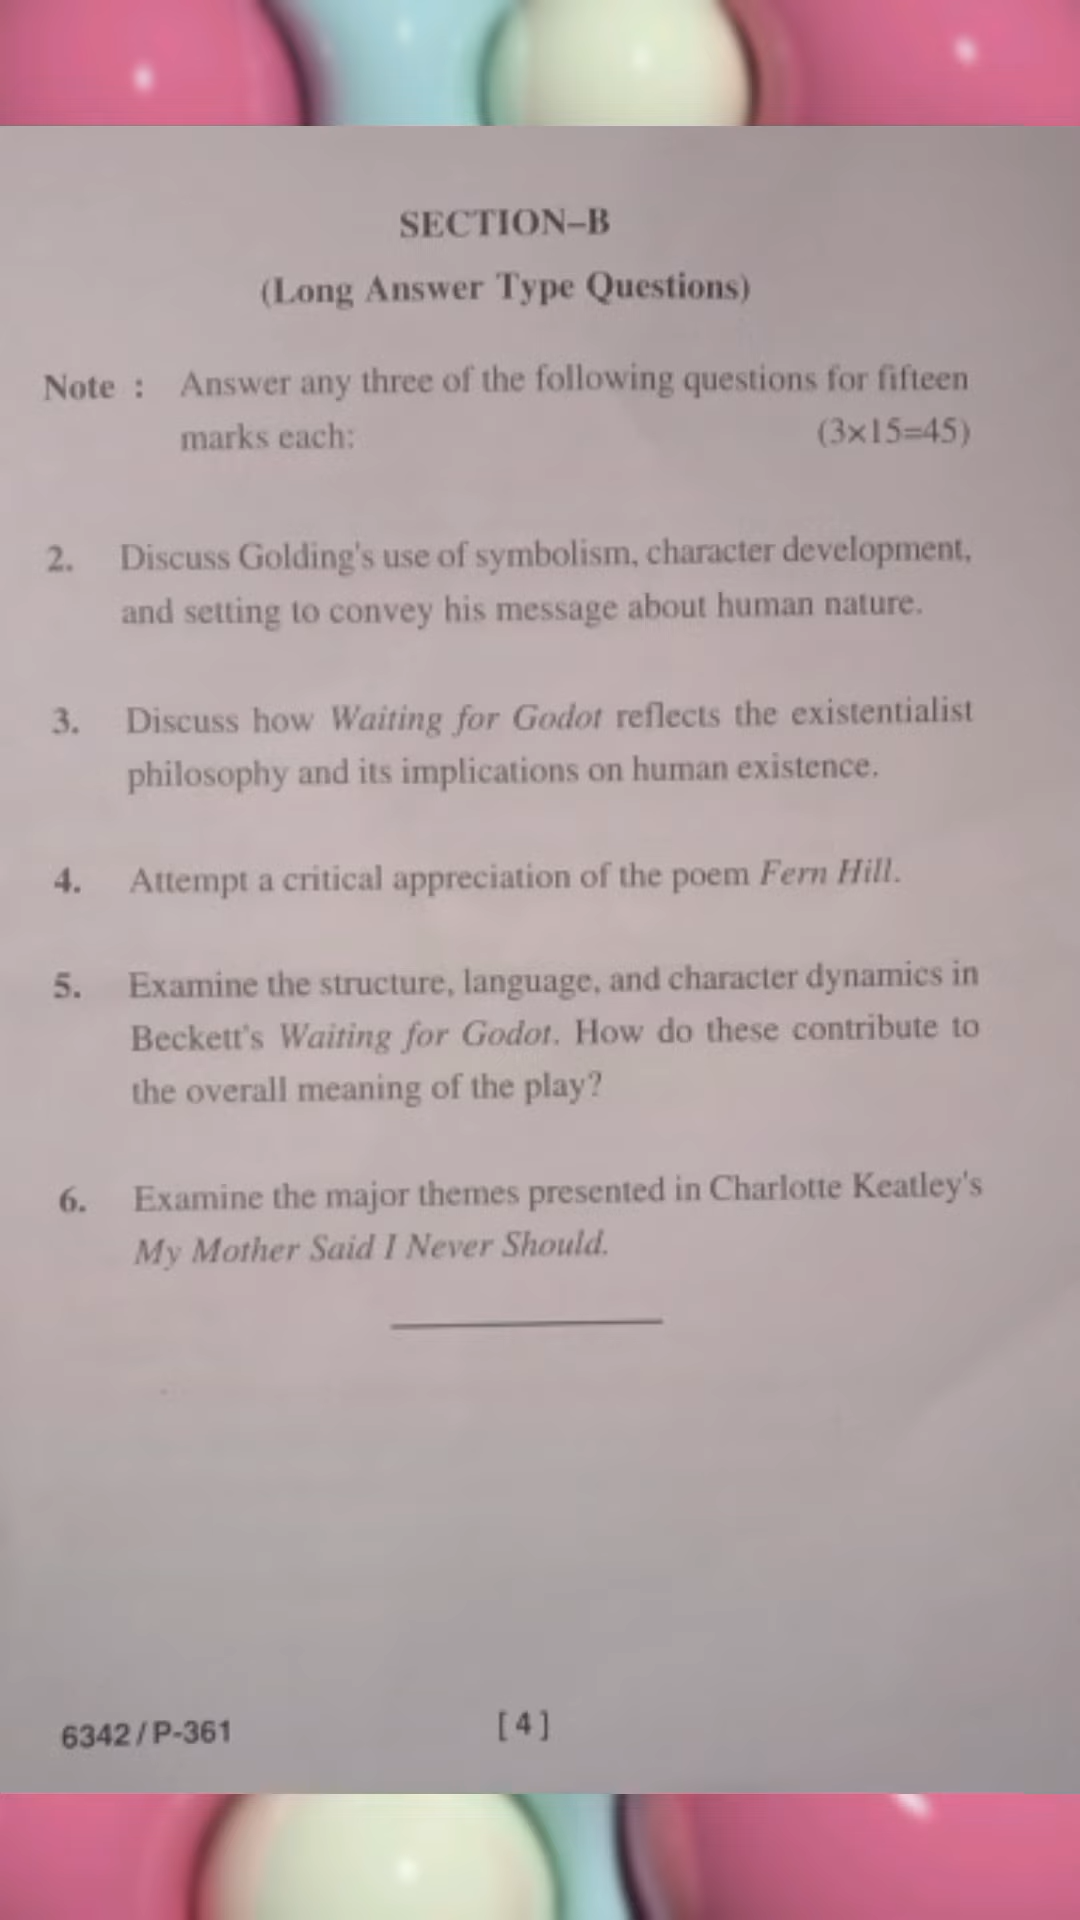 SECTION–B
(Long Answer Type Questions)
Note : Answer any three of the following questions for fifteen
marks each: (3×15=45)
2. Discuss Golding's use of symbolism, character development,
and setting to convey his message about human nature.
3. Discuss how Waiting for Godot reflects the existentialist
philosophy and its implications on human existence.
4. Attempt a critical appreciation of the poem Fern Hill.
5. Examine the structure, language, and character dynamics in
Beckett's Waiting for Godot. How do these contribute to
the overall meaning of the play?
6. Examine the major themes presented in Charlotte Keatley's
My Mother Said I Never Should.
6342/P-361 [4]